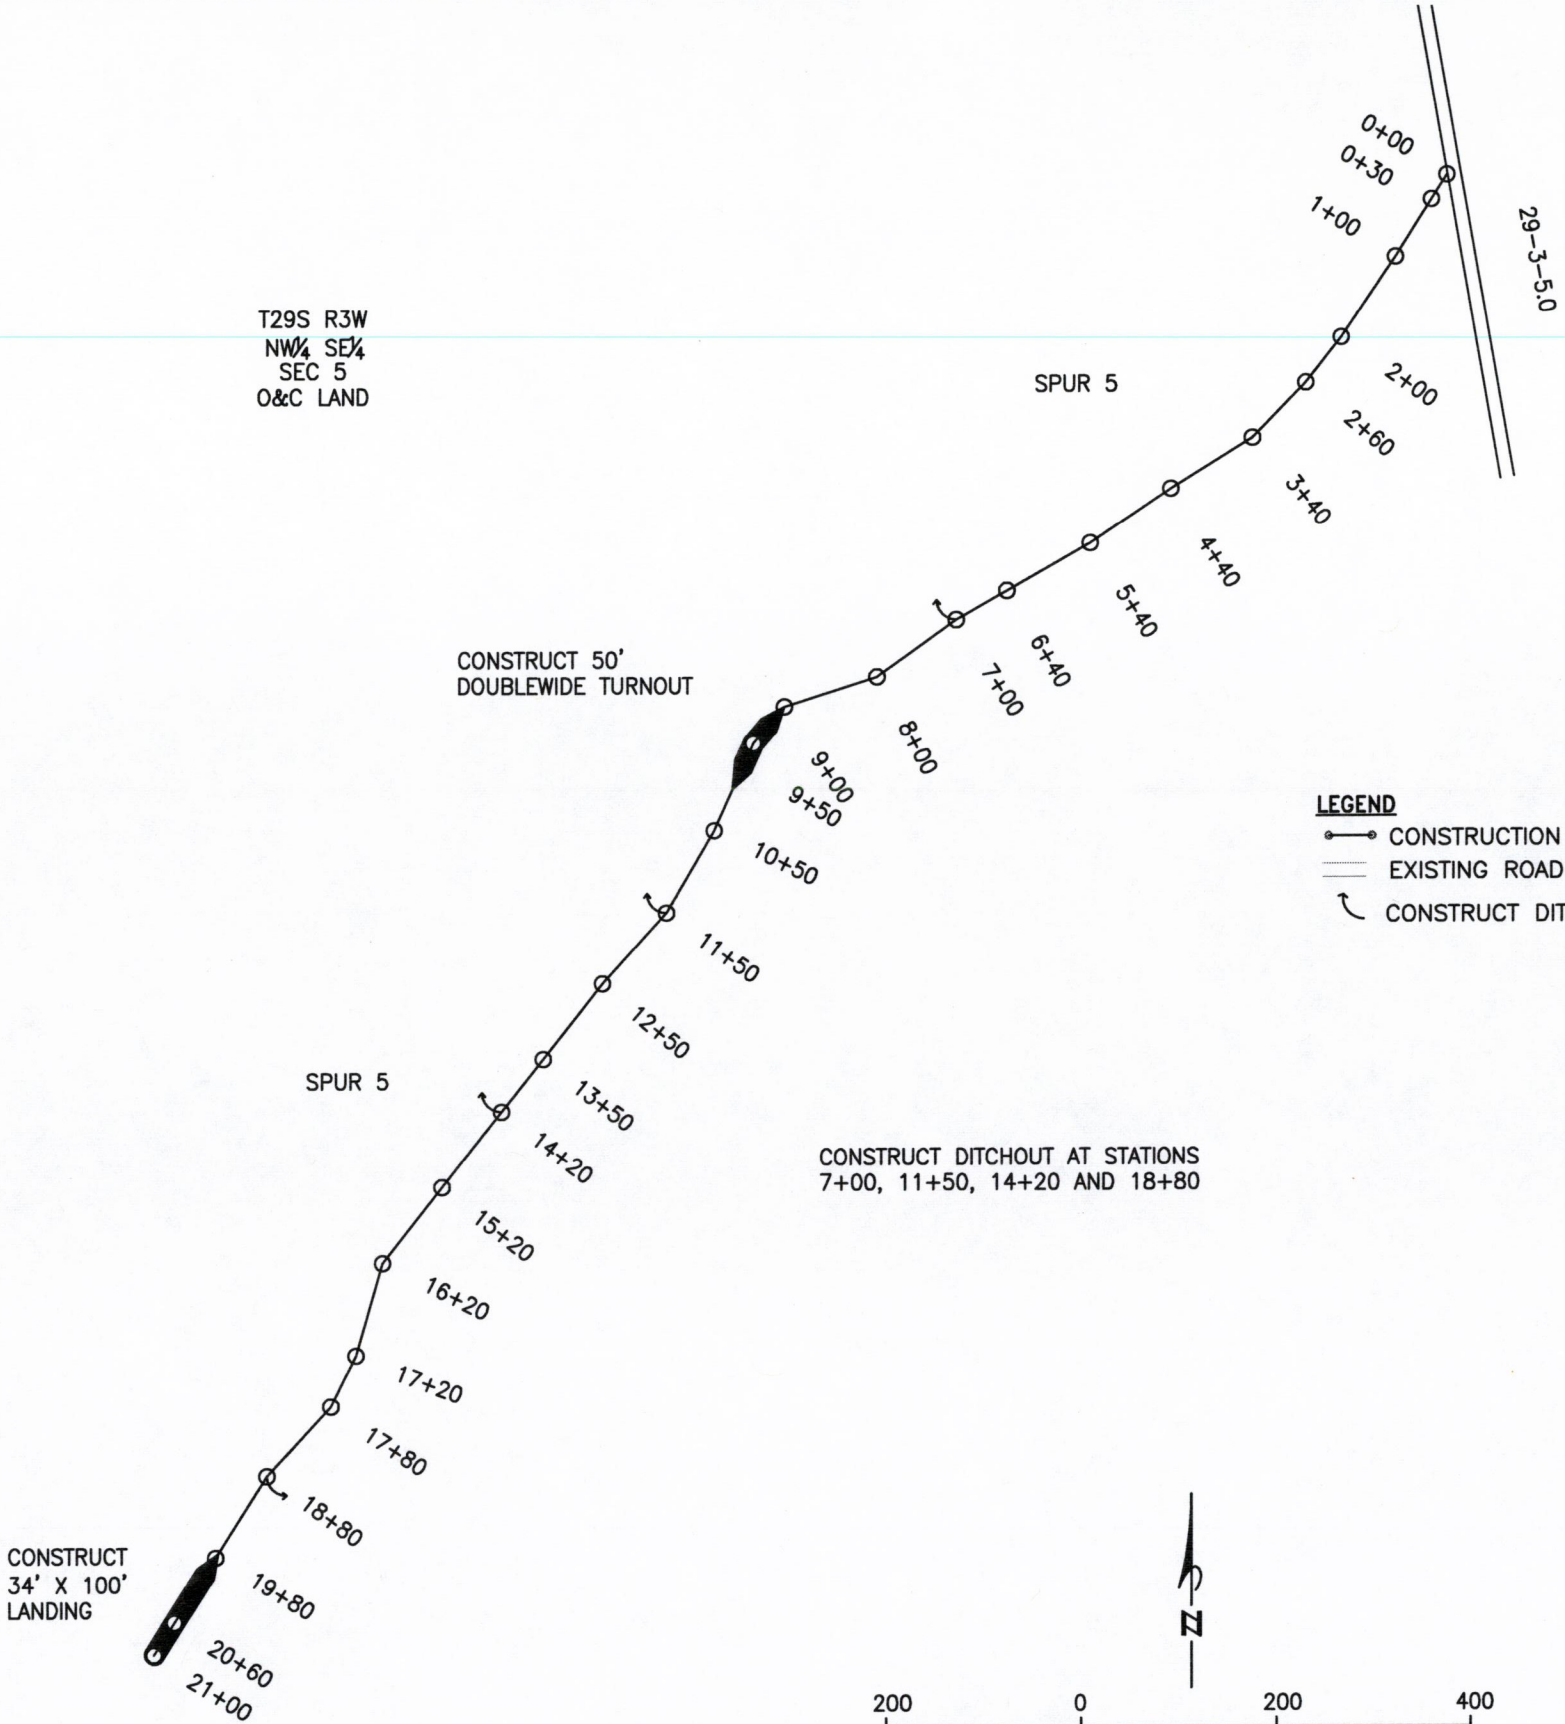 0+00
0+30
1+00
29-3-5.0
T29S R3W
NW¼ SE¼
SEC 5
O&C LAND
SPUR 5
2+00
2+60
3+40
4+40
5+40
6+40
7+00
8+00
CONSTRUCT 50'
DOUBLEWIDE TURNOUT
9+00
9+50
10+50
LEGEND
CONSTRUCTION
EXISTING ROAD
CONSTRUCT DIT
11+50
12+50
SPUR 5
13+50
14+20
CONSTRUCT DITCHOUT AT STATIONS
7+00, 11+50, 14+20 AND 18+80
15+20
16+20
17+20
17+80
18+80
CONSTRUCT
34' X 100'
LANDING
19+80
20+60
21+00
N
200 0 200 400